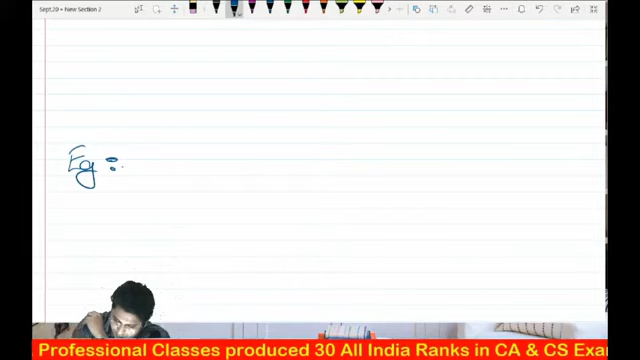 Sept.20 > New Section 2
Eg :
Professional Classes produced 30 All India Ranks in CA & CS Exa